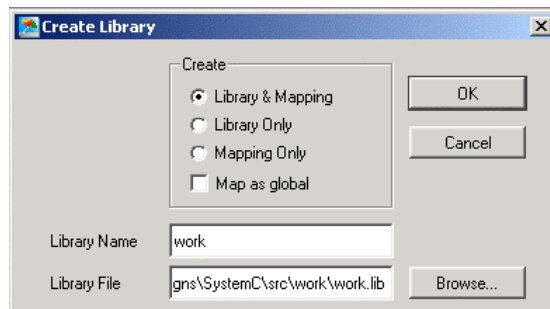 Create Library
Create
Library & Mapping
OK
Library Only
Cancel
Mapping Only
Map as global
Library Name work
Library File gns\SystemC\src\work\work.lib Browse...